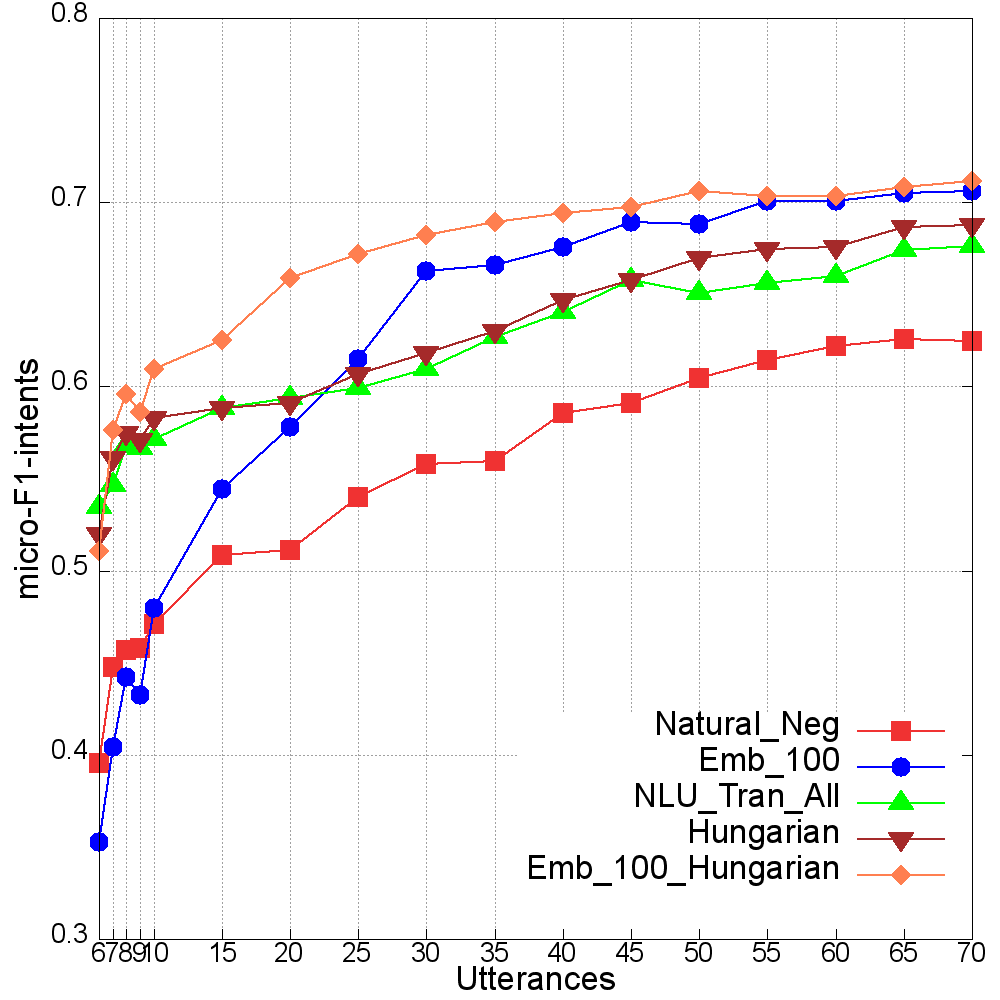 0.8
0.7
0.6
0.5
0.4
0.3
micro-F1-intents
Natural_Neg
Emb_100
NLU_Tran_All
Hungarian
Emb_100_Hungarian
6 7 8 9 10 15 20 25 30 35 40 45 50 55 60 65 70
Utterances